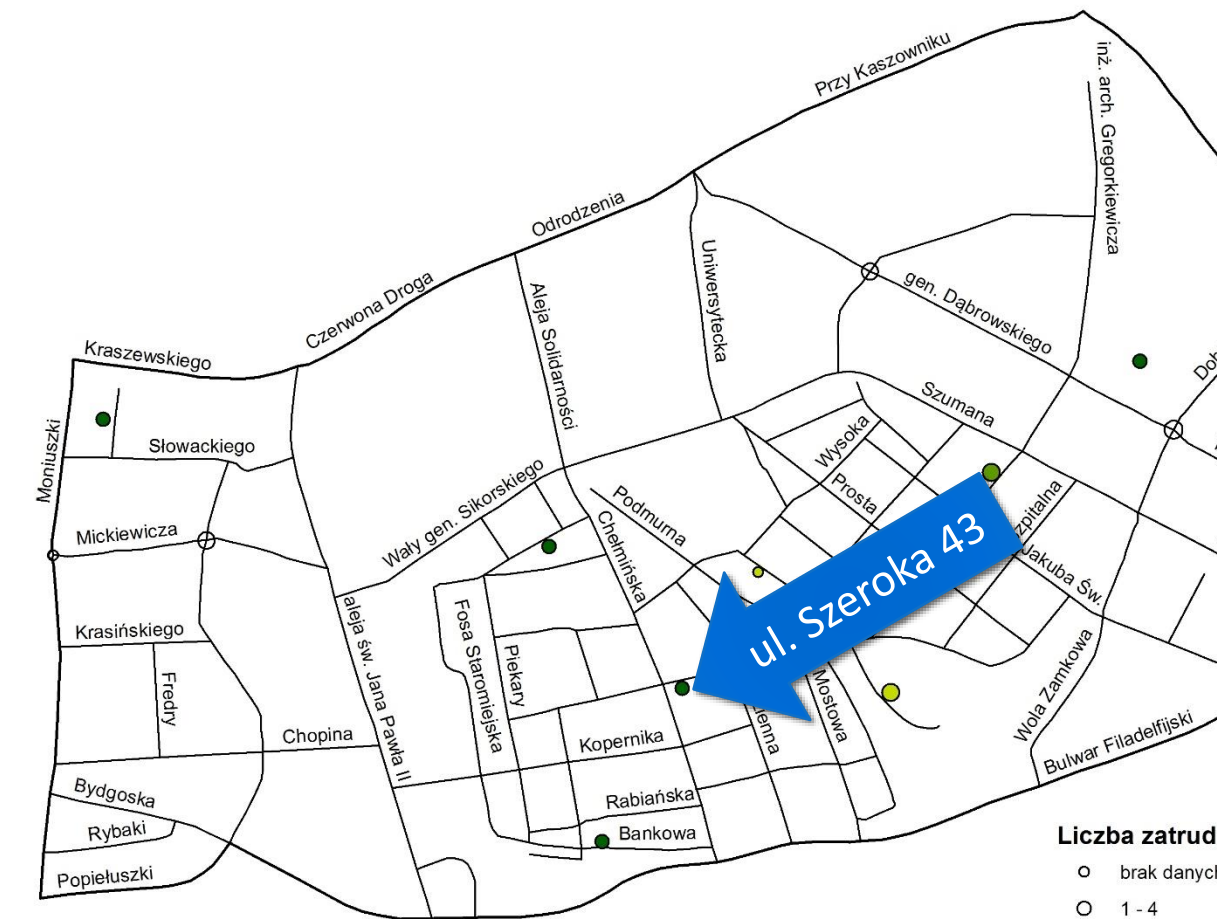 Przy Kaszowniku
inż. arch. Gregorkiewicza
Odrodzenia
Uniwersytecka
Czerwona Droga
Aleja Solidarności
gen. Dąbrowskiego
Kraszewskiego
Szumana
Moniuszki
Słowackiego
Wysoka
Prosta
Mickiewicza
Wały gen. Sikorskiego
Podmurna
Chełmińska
Jakuba Św.
ul. Szeroka 43
Krasińskiego
aleja św. Jana Pawła II
Fosa Staromiejska
Piekary
Fredry
Mostowa
Wola Zamkowa
Chopina
Kopernika
Bulwar Filadelfijski
Bydgoska
Rabiańska
Rybaki
Bankowa
Popiełuszki
Liczba
brak
1 - 4